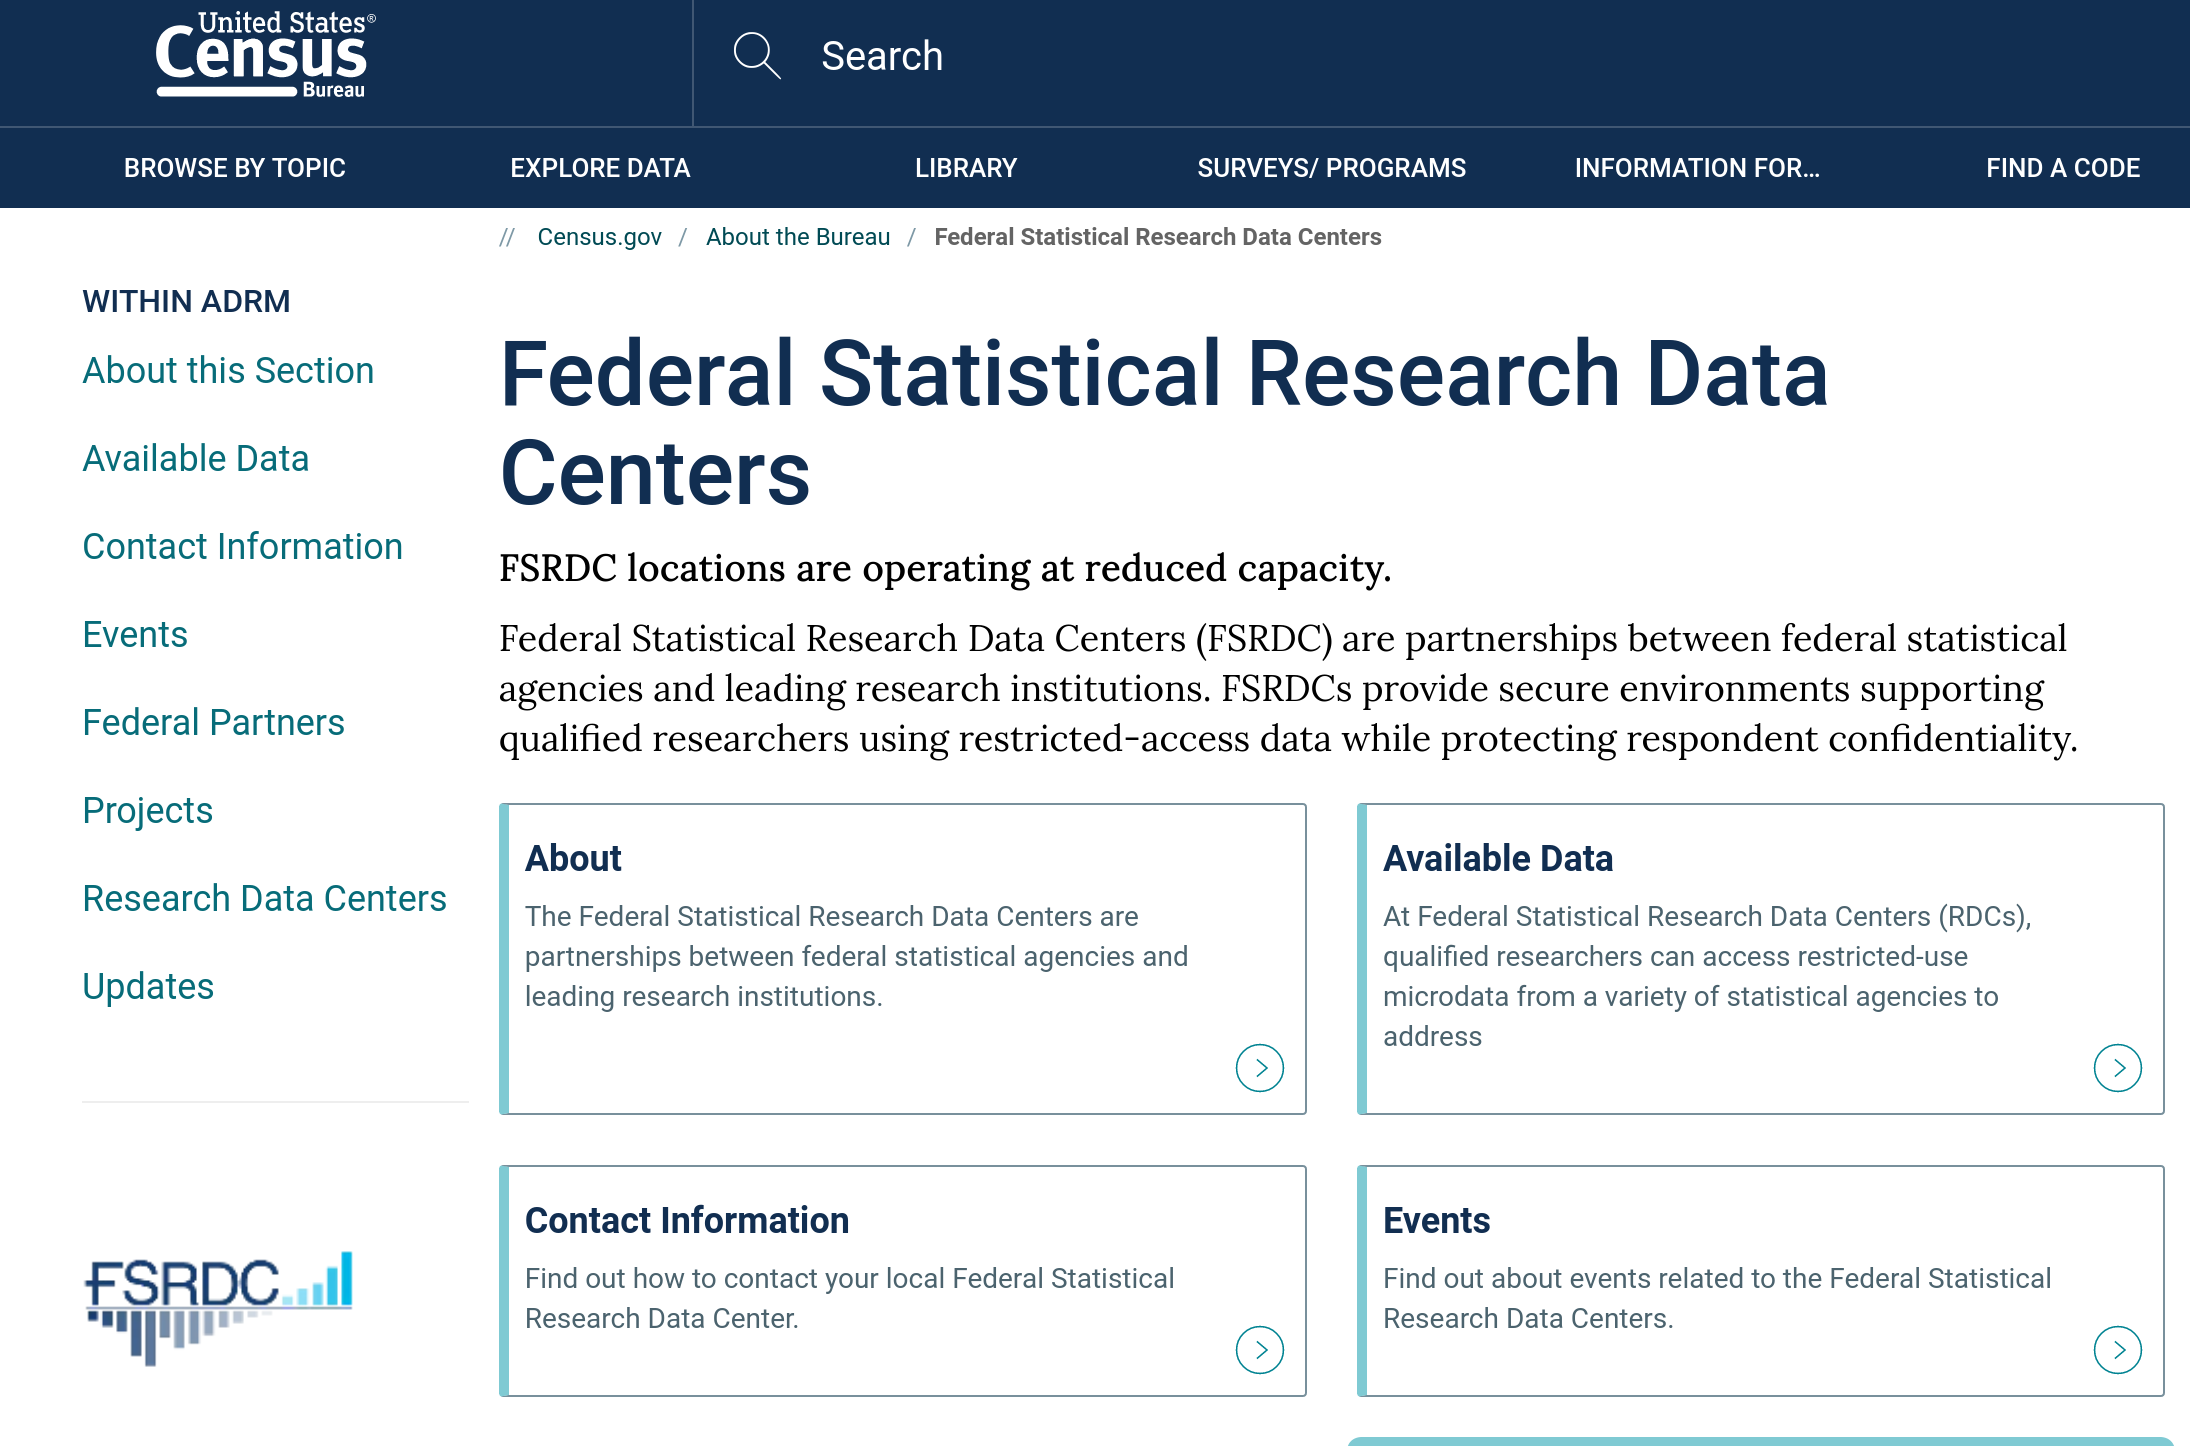 United States®
Census
Bureau
Search
BROWSE BY TOPIC
EXPLORE DATA
LIBRARY
SURVEYS/ PROGRAMS
INFORMATION FOR...
FIND A CODE
// Census.gov / About the Bureau / Federal Statistical Research Data Centers
WITHIN ADRM
About this Section
Available Data
Contact Information
Events
Federal Partners
Projects
Research Data Centers
Updates
FSRDC
Federal Statistical Research Data
Centers
FSRDC locations are operating at reduced capacity.
Federal Statistical Research Data Centers (FSRDC) are partnerships between federal statistical
agencies and leading research institutions. FSRDCs provide secure environments supporting
qualified researchers using restricted-access data while protecting respondent confidentiality.
About
The Federal Statistical Research Data Centers are
partnerships between federal statistical agencies and
leading research institutions.
Available Data
At Federal Statistical Research Data Centers (RDCs),
qualified researchers can access restricted-use
microdata from a variety of statistical agencies to
address
Contact Information
Find out how to contact your local Federal Statistical
Research Data Center.
Events
Find out about events related to the Federal Statistical
Research Data Centers.